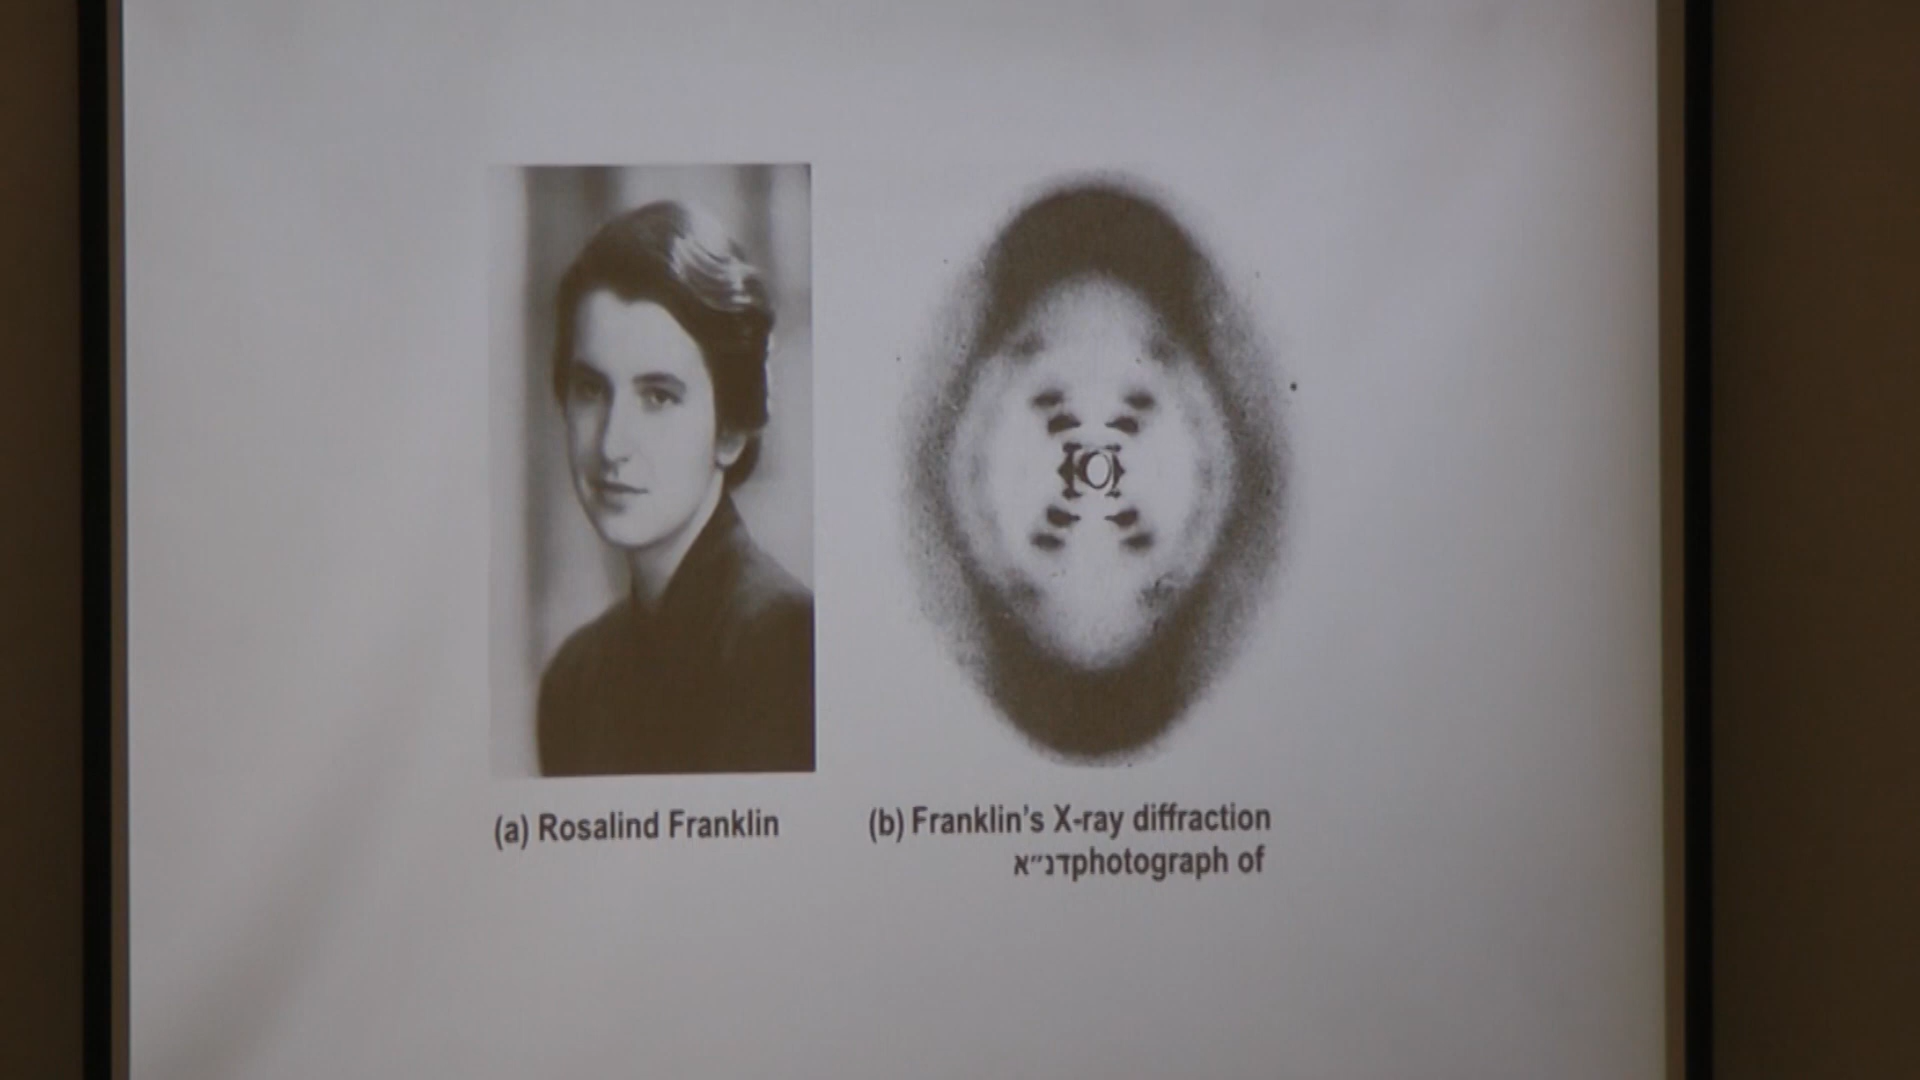 (a) Rosalind Franklin
(b) Franklin's X-ray diffraction
דנ״אphotograph of